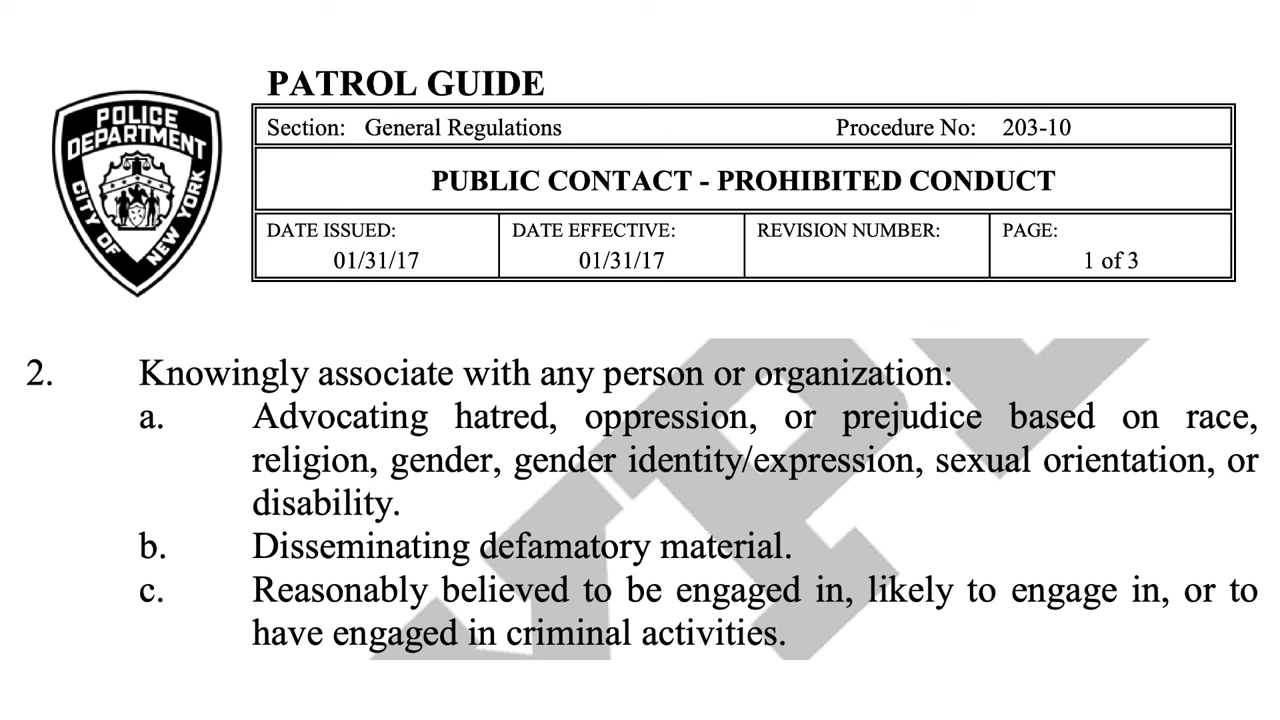 PATROL GUIDE
POLICE
DEPARTMENT
CITY OF
NEW YORK
Section: General Regulations Procedure No: 203-10
PUBLIC CONTACT - PROHIBITED CONDUCT
DATE ISSUED: DATE EFFECTIVE: REVISION NUMBER: PAGE:
01/31/17 01/31/17 1 of 3
2. Knowingly associate with any person or organization:
a. Advocating hatred, oppression, or prejudice based on race,
religion, gender, gender identity/expression, sexual orientation, or
disability.
b. Disseminating defamatory material.
c. Reasonably believed to be engaged in, likely to engage in, or to
have engaged in criminal activities.